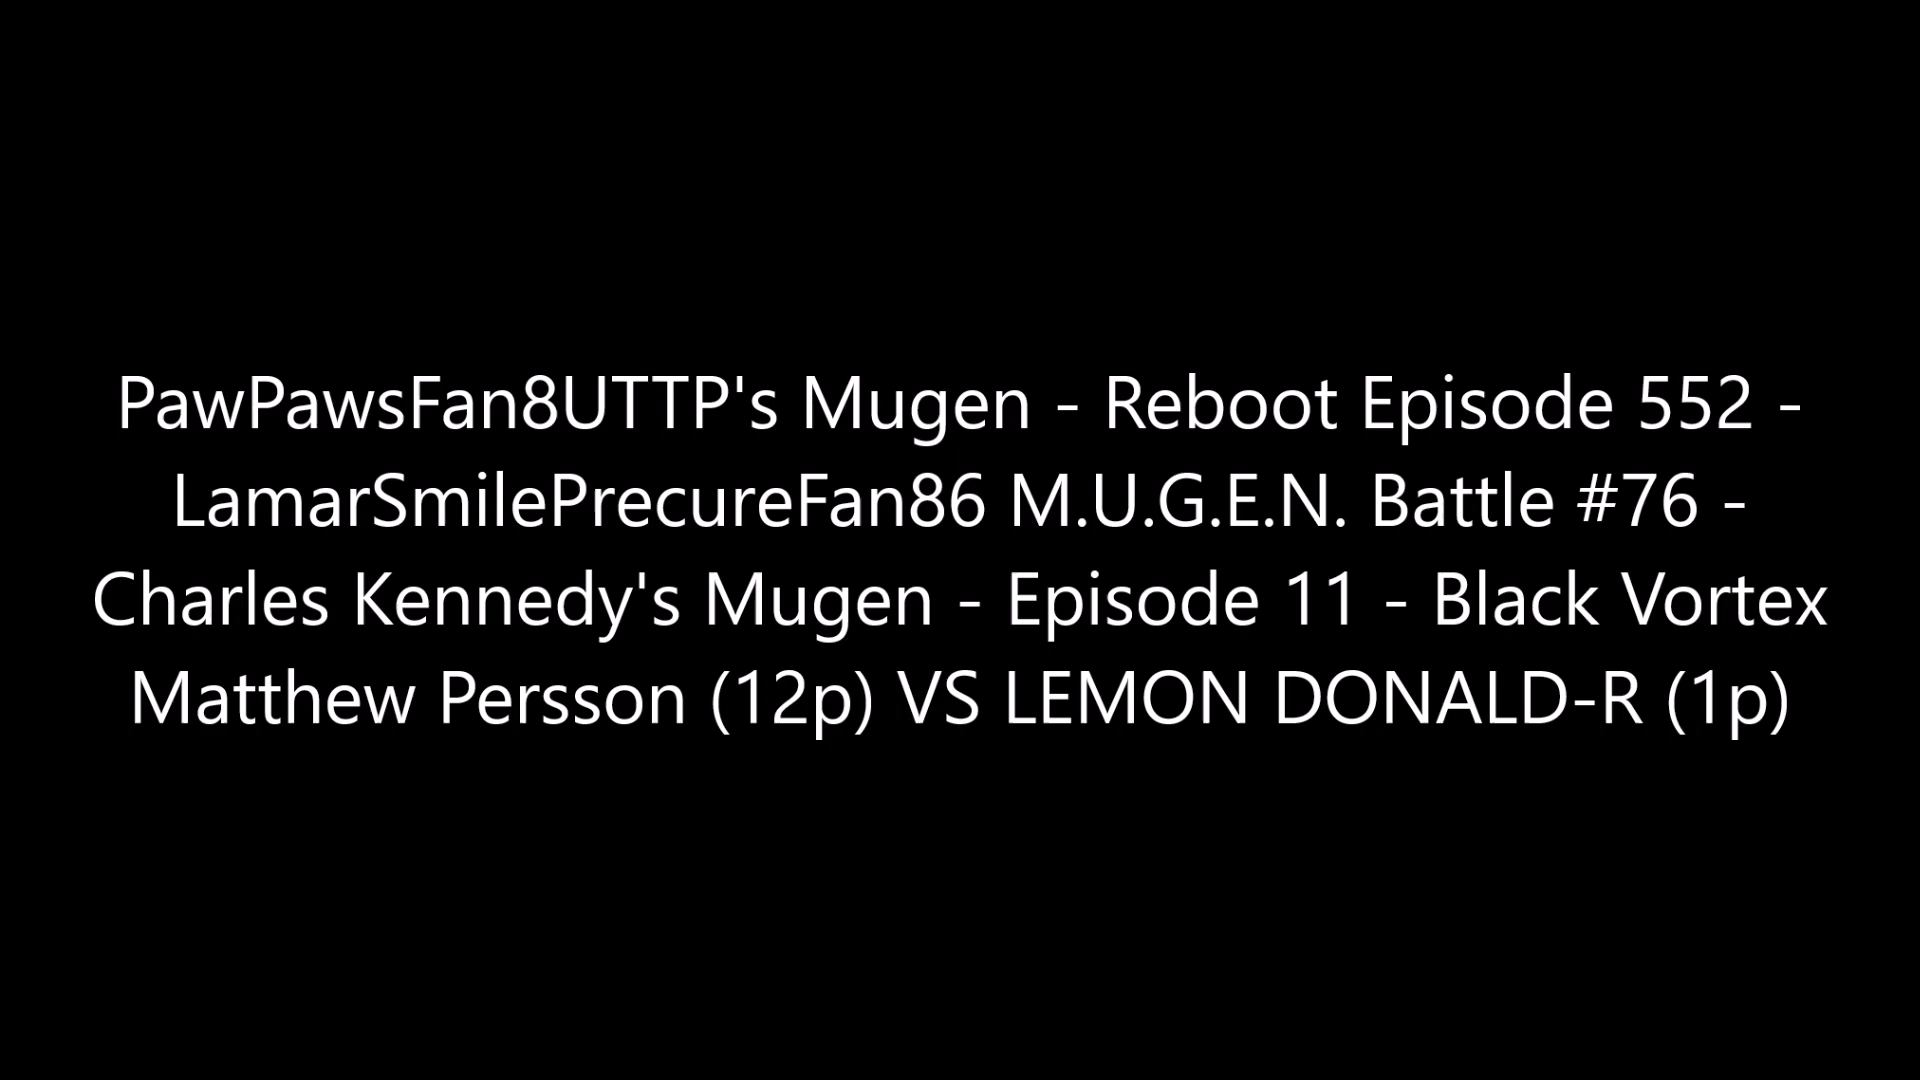 PawPawsFan8UTTP's Mugen - Reboot Episode 552 -
LamarSmilePrecureFan86 M.U.G.E.N. Battle #76 -
Charles Kennedy's Mugen - Episode 11 - Black Vortex
Matthew Persson (12p) VS LEMON DONALD-R (1p)